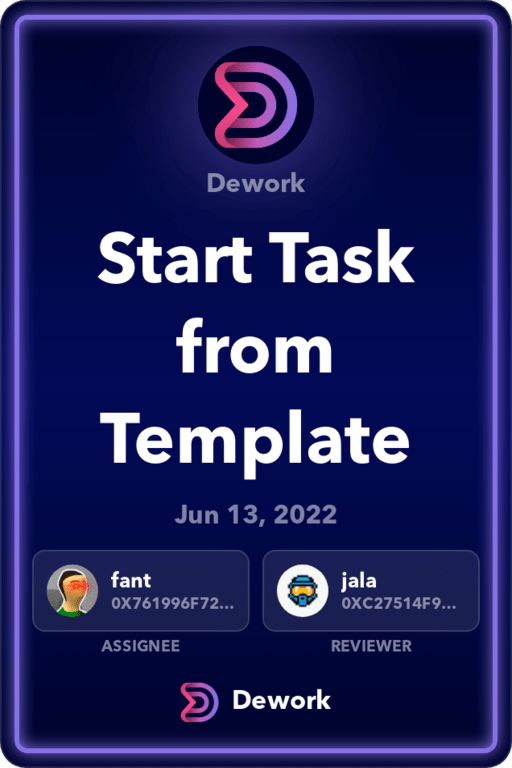 Dework
Start Task
from
Template
Jun 13, 2022
fant
0X761996F72...
jala
0XC27514F9...
ASSIGNEE
REVIEWER
Dework